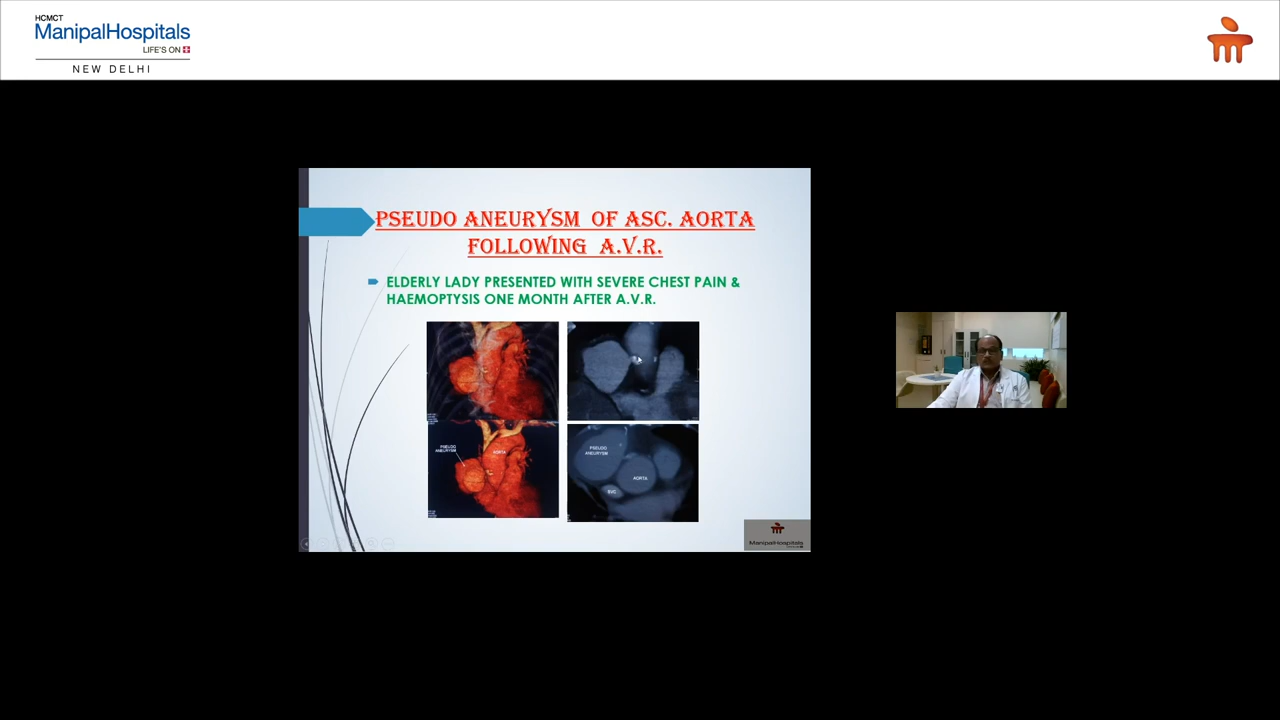 HCMCT
ManipalHospitals
LIFE'S ON
NEW DELHI
PSEUDO ANEURYSM OF ASC. AORTA
FOLLOWING A.V.R.
ELDERLY LADY PRESENTED WITH SEVERE CHEST PAIN &
HAEMOPTYSIS ONE MONTH AFTER A.V.R.
PSEUDO
ANEURYSM
AORTA
PSEUDO
ANEURYSM
AORTA
SVC
ManipalHospitals